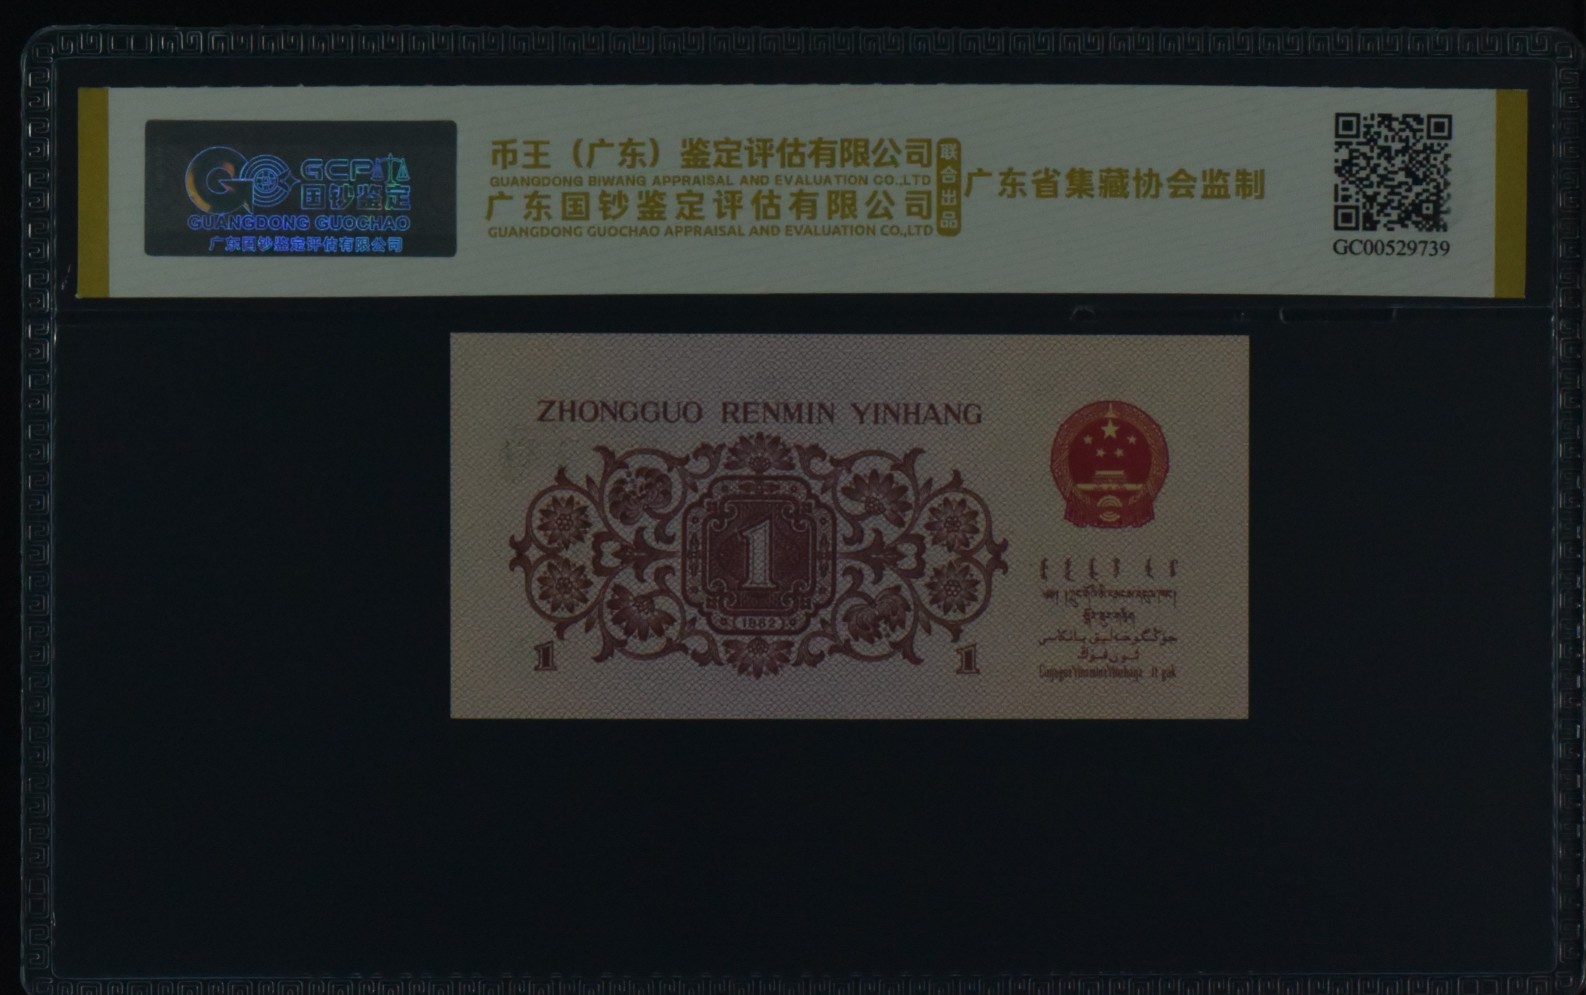 GCP
国钞鉴定
GUANGDONG GUOCHAO
广东国钞鉴定评估有限公司
币王（广东）鉴定评估有限公司
GUANGDONG BIWANG APPRAISAL AND EVALUATION CO.,LTD
广东国钞鉴定评估有限公司
GUANGDONG GUOCHAO APPRAISAL AND EVALUATION CO.,LTD
联合出品
广东省集藏协会监制
GC00529739
ZHONGGUO RENMIN YINHANG
1
(1962)
1
1